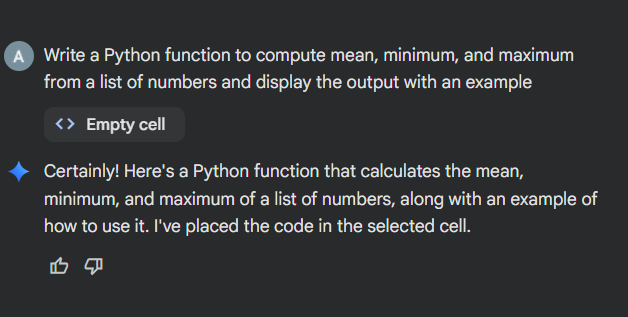 A
Write a Python function to compute mean, minimum, and maximum
from a list of numbers and display the output with an example
<> Empty cell
Certainly! Here's a Python function that calculates the mean,
minimum, and maximum of a list of numbers, along with an example of
how to use it. I've placed the code in the selected cell.